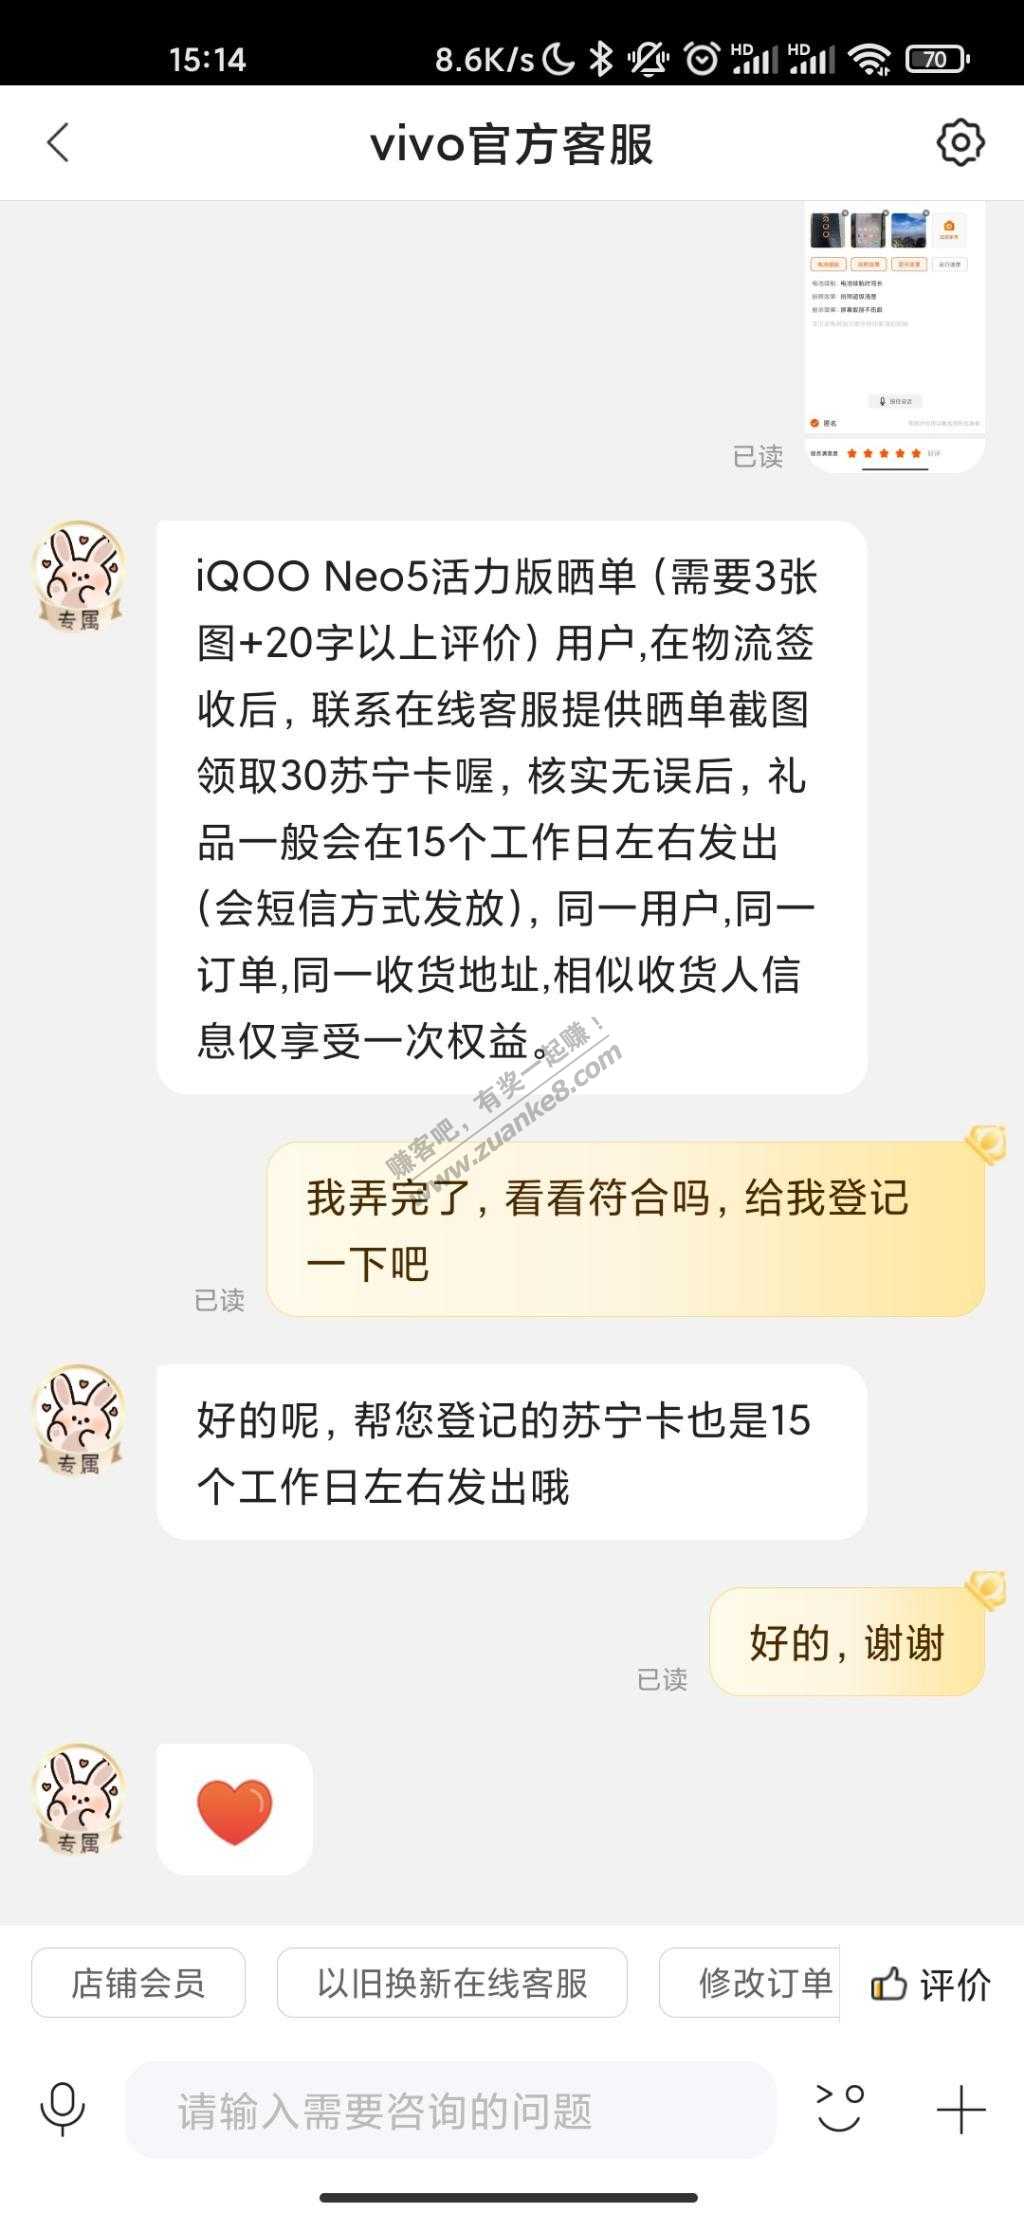 15:14
8.6K/s
HD
HD
70
vivo官方客服
匿名
好评
已读
专属
iQOO Neo5活力版晒单（需要3张
图+20字以上评价）用户,在物流签
收后，联系在线客服提供晒单截图
领取30苏宁卡喔，核实无误后，礼
品一般会在15个工作日左右发出
（会短信方式发放），同一用户,同一
订单,同一收货地址,相似收货人信
息仅享受一次权益。
赚客吧，有奖一起赚！
www.zuanke8.com
我弄完了，看看符合吗，给我登记
一下吧
已读
专属
好的呢，帮您登记的苏宁卡也是15
个工作日左右发出哦
好的，谢谢
已读
专属
店铺会员
以旧换新在线客服
修改订单
评价
请输入需要咨询的问题